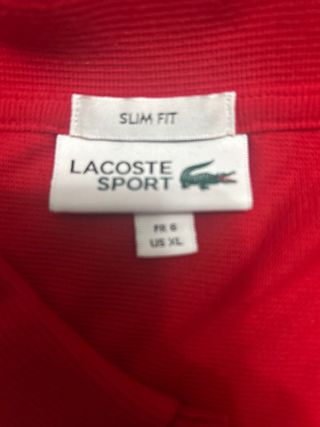 SLIM FIT
LACOSTE
SPORT
FR 6
US XL